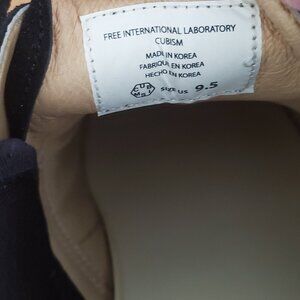 FREE INTERNATIONAL LABORATORY
CUBISM
MADE IN KOREA
FABRIQUÉ EN KOREA
HECHO EN KOREA
SIZE US 9.5